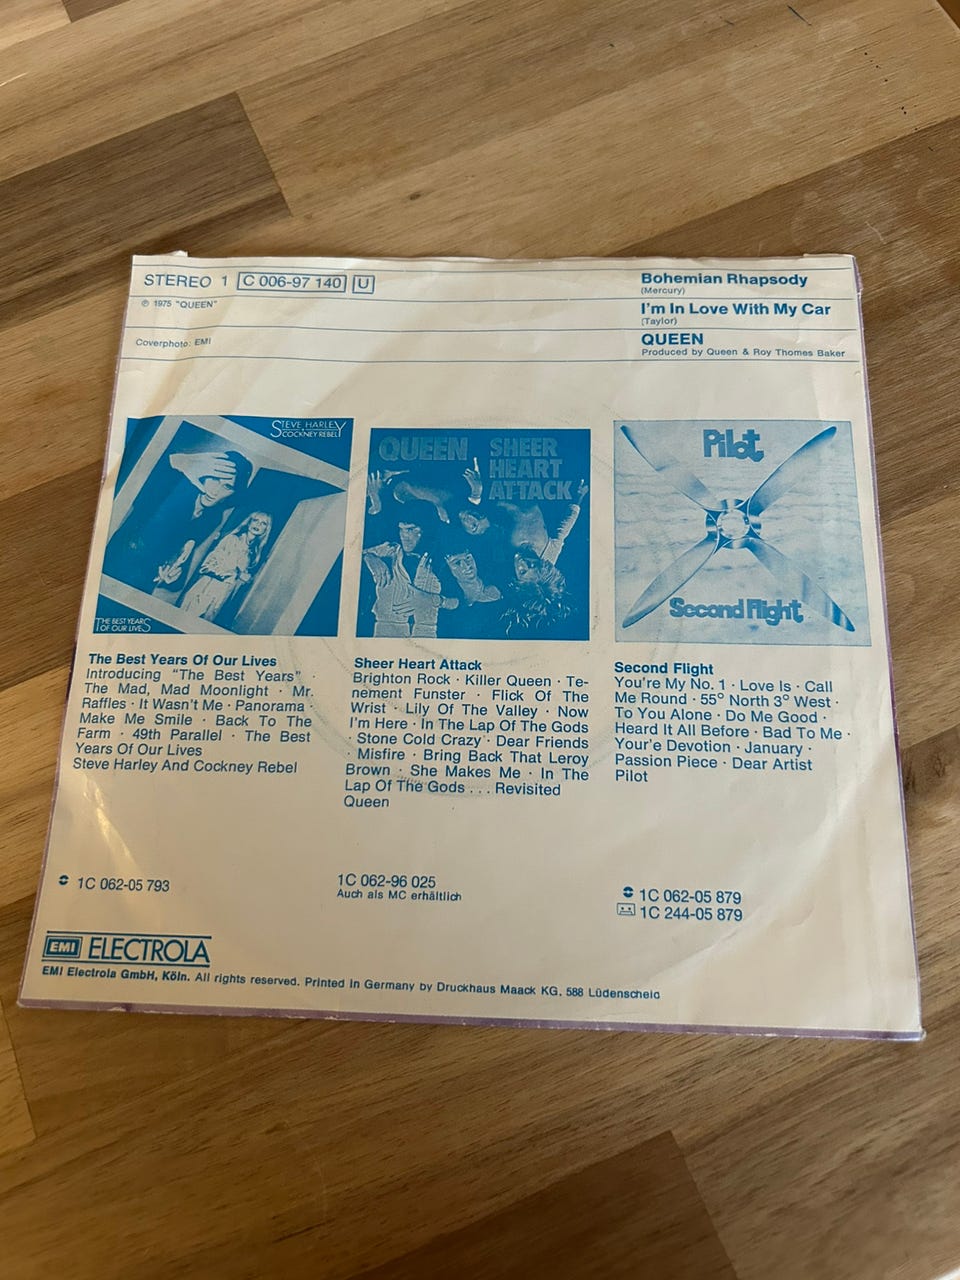 STEREO 1 C 006-97 140 U
℗ 1975 "QUEEN"
Coverphoto: EMI
Bohemian Rhapsody
(Mercury)
I'm In Love With My Car
(Taylor)
QUEEN
Produced by Queen & Roy Thomes Baker
STEVE HARLEY
COCKNEY REBEL
THE BEST YEARS
OF OUR LIVES
The Best Years Of Our Lives
Introducing "The Best Years" ·
The Mad, Mad Moonlight · Mr.
Raffles · It Wasn't Me · Panorama ·
Make Me Smile · Back To The
Farm · 49th Parallel · The Best
Years Of Our Lives
Steve Harley And Cockney Rebel
1C 062-05 793
QUEEN SHEER
HEART
ATTACK
Sheer Heart Attack
Brighton Rock · Killer Queen · Te-
nement Funster · Flick Of The
Wrist · Lily Of The Valley · Now
I'm Here · In The Lap Of The Gods
· Stone Cold Crazy · Dear Friends
· Misfire · Bring Back That Leroy
Brown · She Makes Me · In The
Lap Of The Gods . . . Revisited
Queen
1C 062-96 025
Auch als MC erhältlich
Pilot
Second Flight
Second Flight
You're My No. 1 · Love Is · Call
Me Round · 55° North 3° West ·
To You Alone · Do Me Good ·
Heard It All Before · Bad To Me ·
Your'e Devotion · January ·
Passion Piece · Dear Artist
Pilot
1C 062-05 879
1C 244-05 879
EMI ELECTROLA
EMI Electrola GmbH, Köln. All rights reserved. Printed in Germany by Druckhaus Maack KG, 588 Lüdenscheid